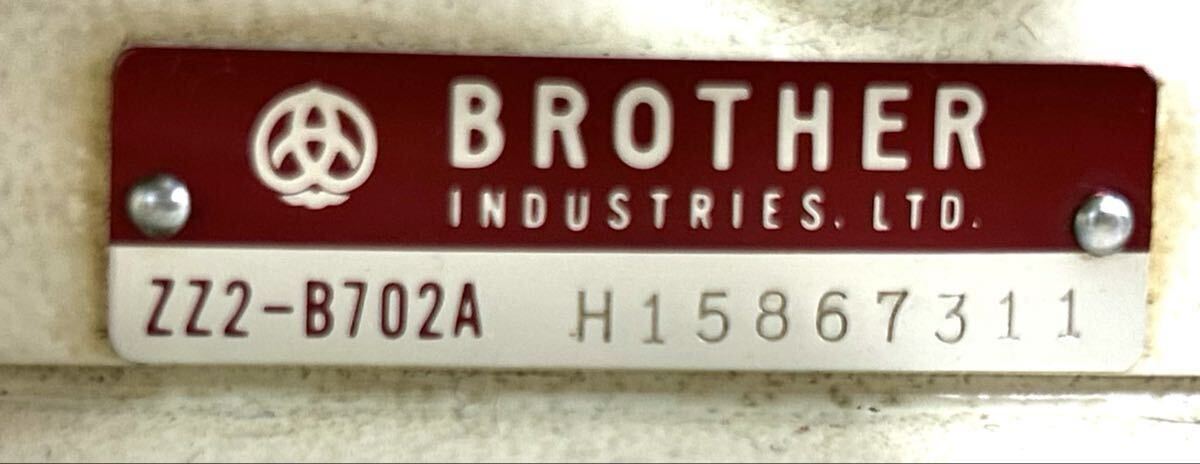 BROTHER
INDUSTRIES, LTD.
ZZ2-B702A H15867311